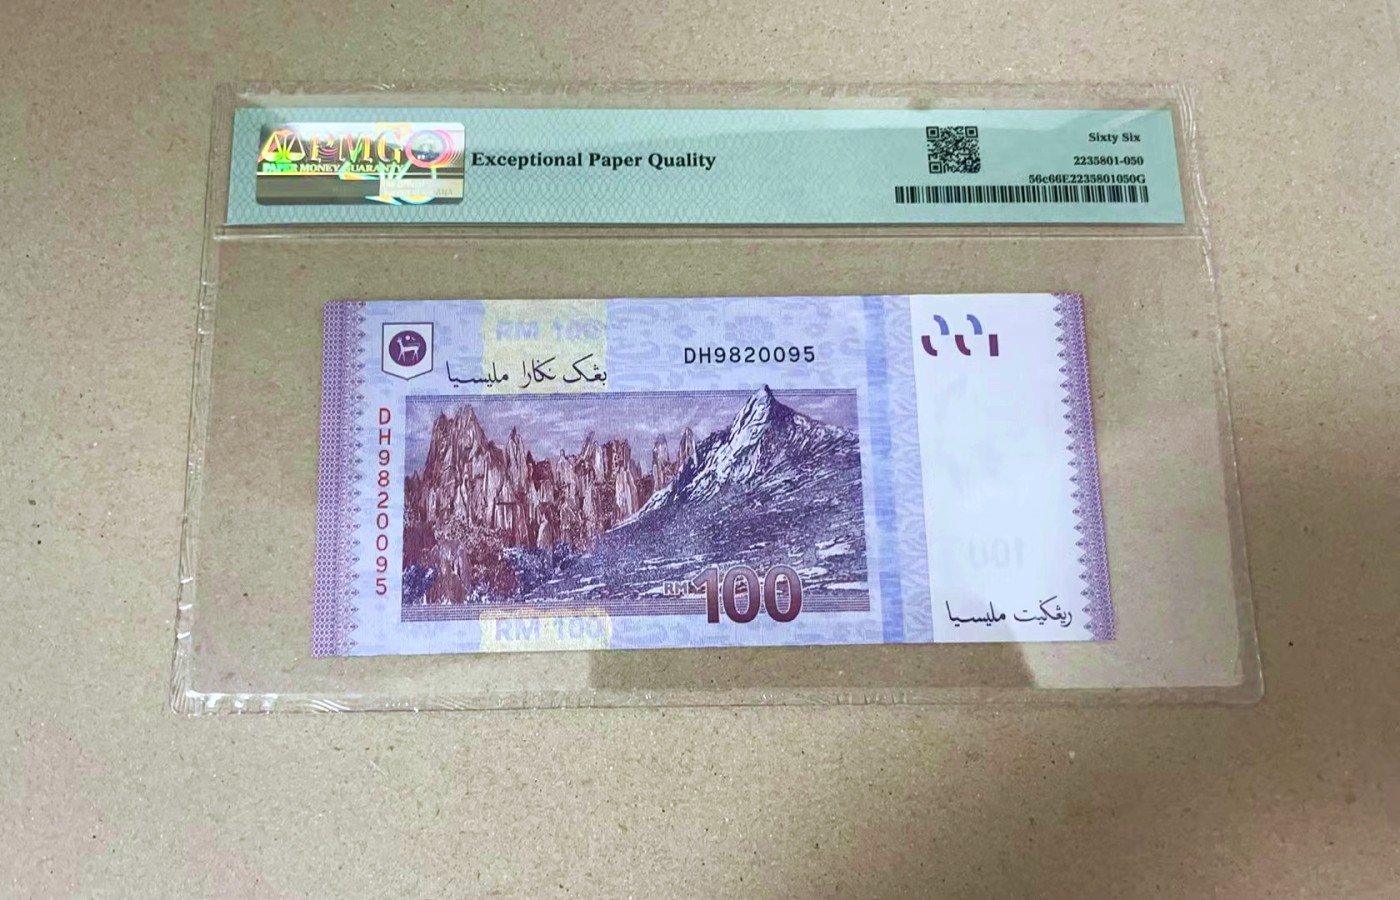 PMG
PAPER MONEY GUARANTY
Exceptional Paper Quality
Sixty Six
2235801-050
56c66E2235801050G
RM 100
بڠک نݢارا مليسيا
DH9820095
DH9820095
RM100
RM 100
100
ريڠݢيت مليسيا